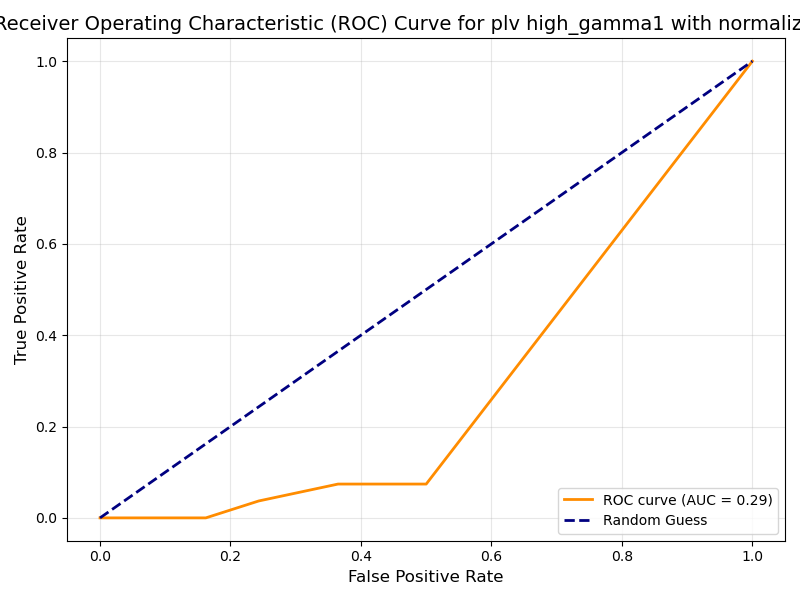 Receiver Operating Characteristic (ROC) Curve for plv high_gamma1 with normaliz
1.0
0.8
0.6
0.4
0.2
0.0
True Positive Rate
0.0 0.2 0.4 0.6 0.8 1.0
False Positive Rate
ROC curve (AUC = 0.29)
Random Guess